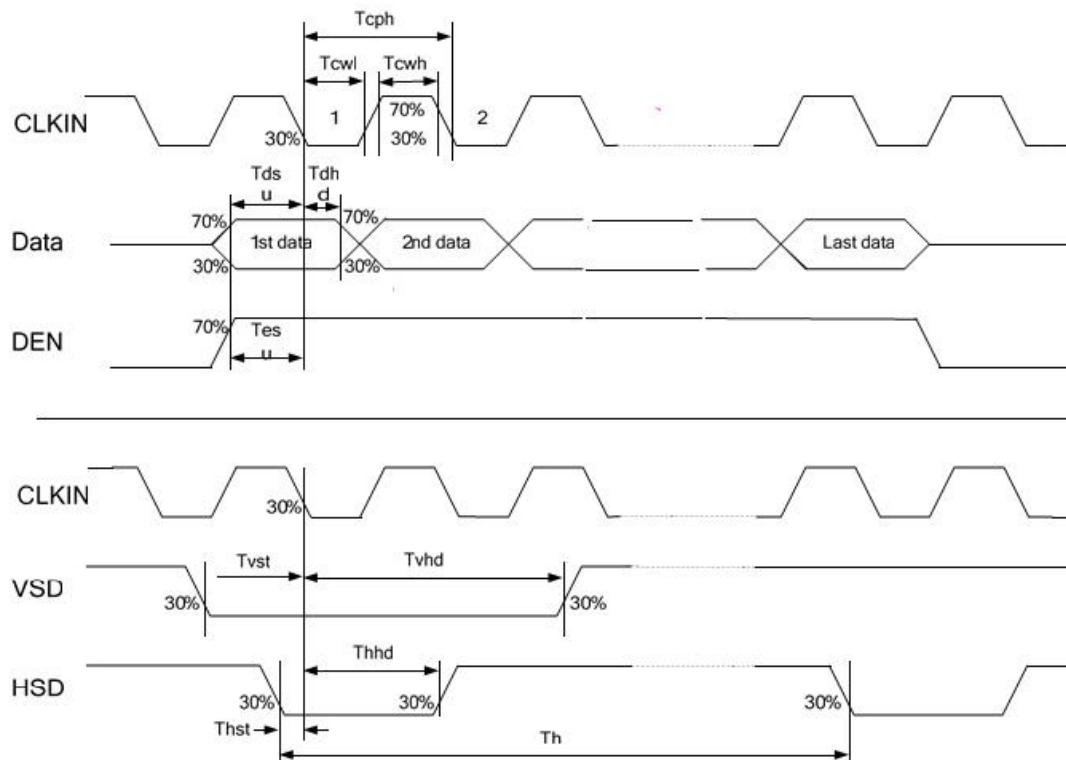 Tcph
Tcwl Tcwh
CLKIN 30% 1 70% 30% 2
Tds u Tdh d
Data 70% 30% 1st data 70% 30% 2nd data Last data
DEN 70% Tes u
CLKIN 30%
VSD 30% Tvst Tvhd 30%
HSD 30% Thhd 30% 30%
Thst
Th